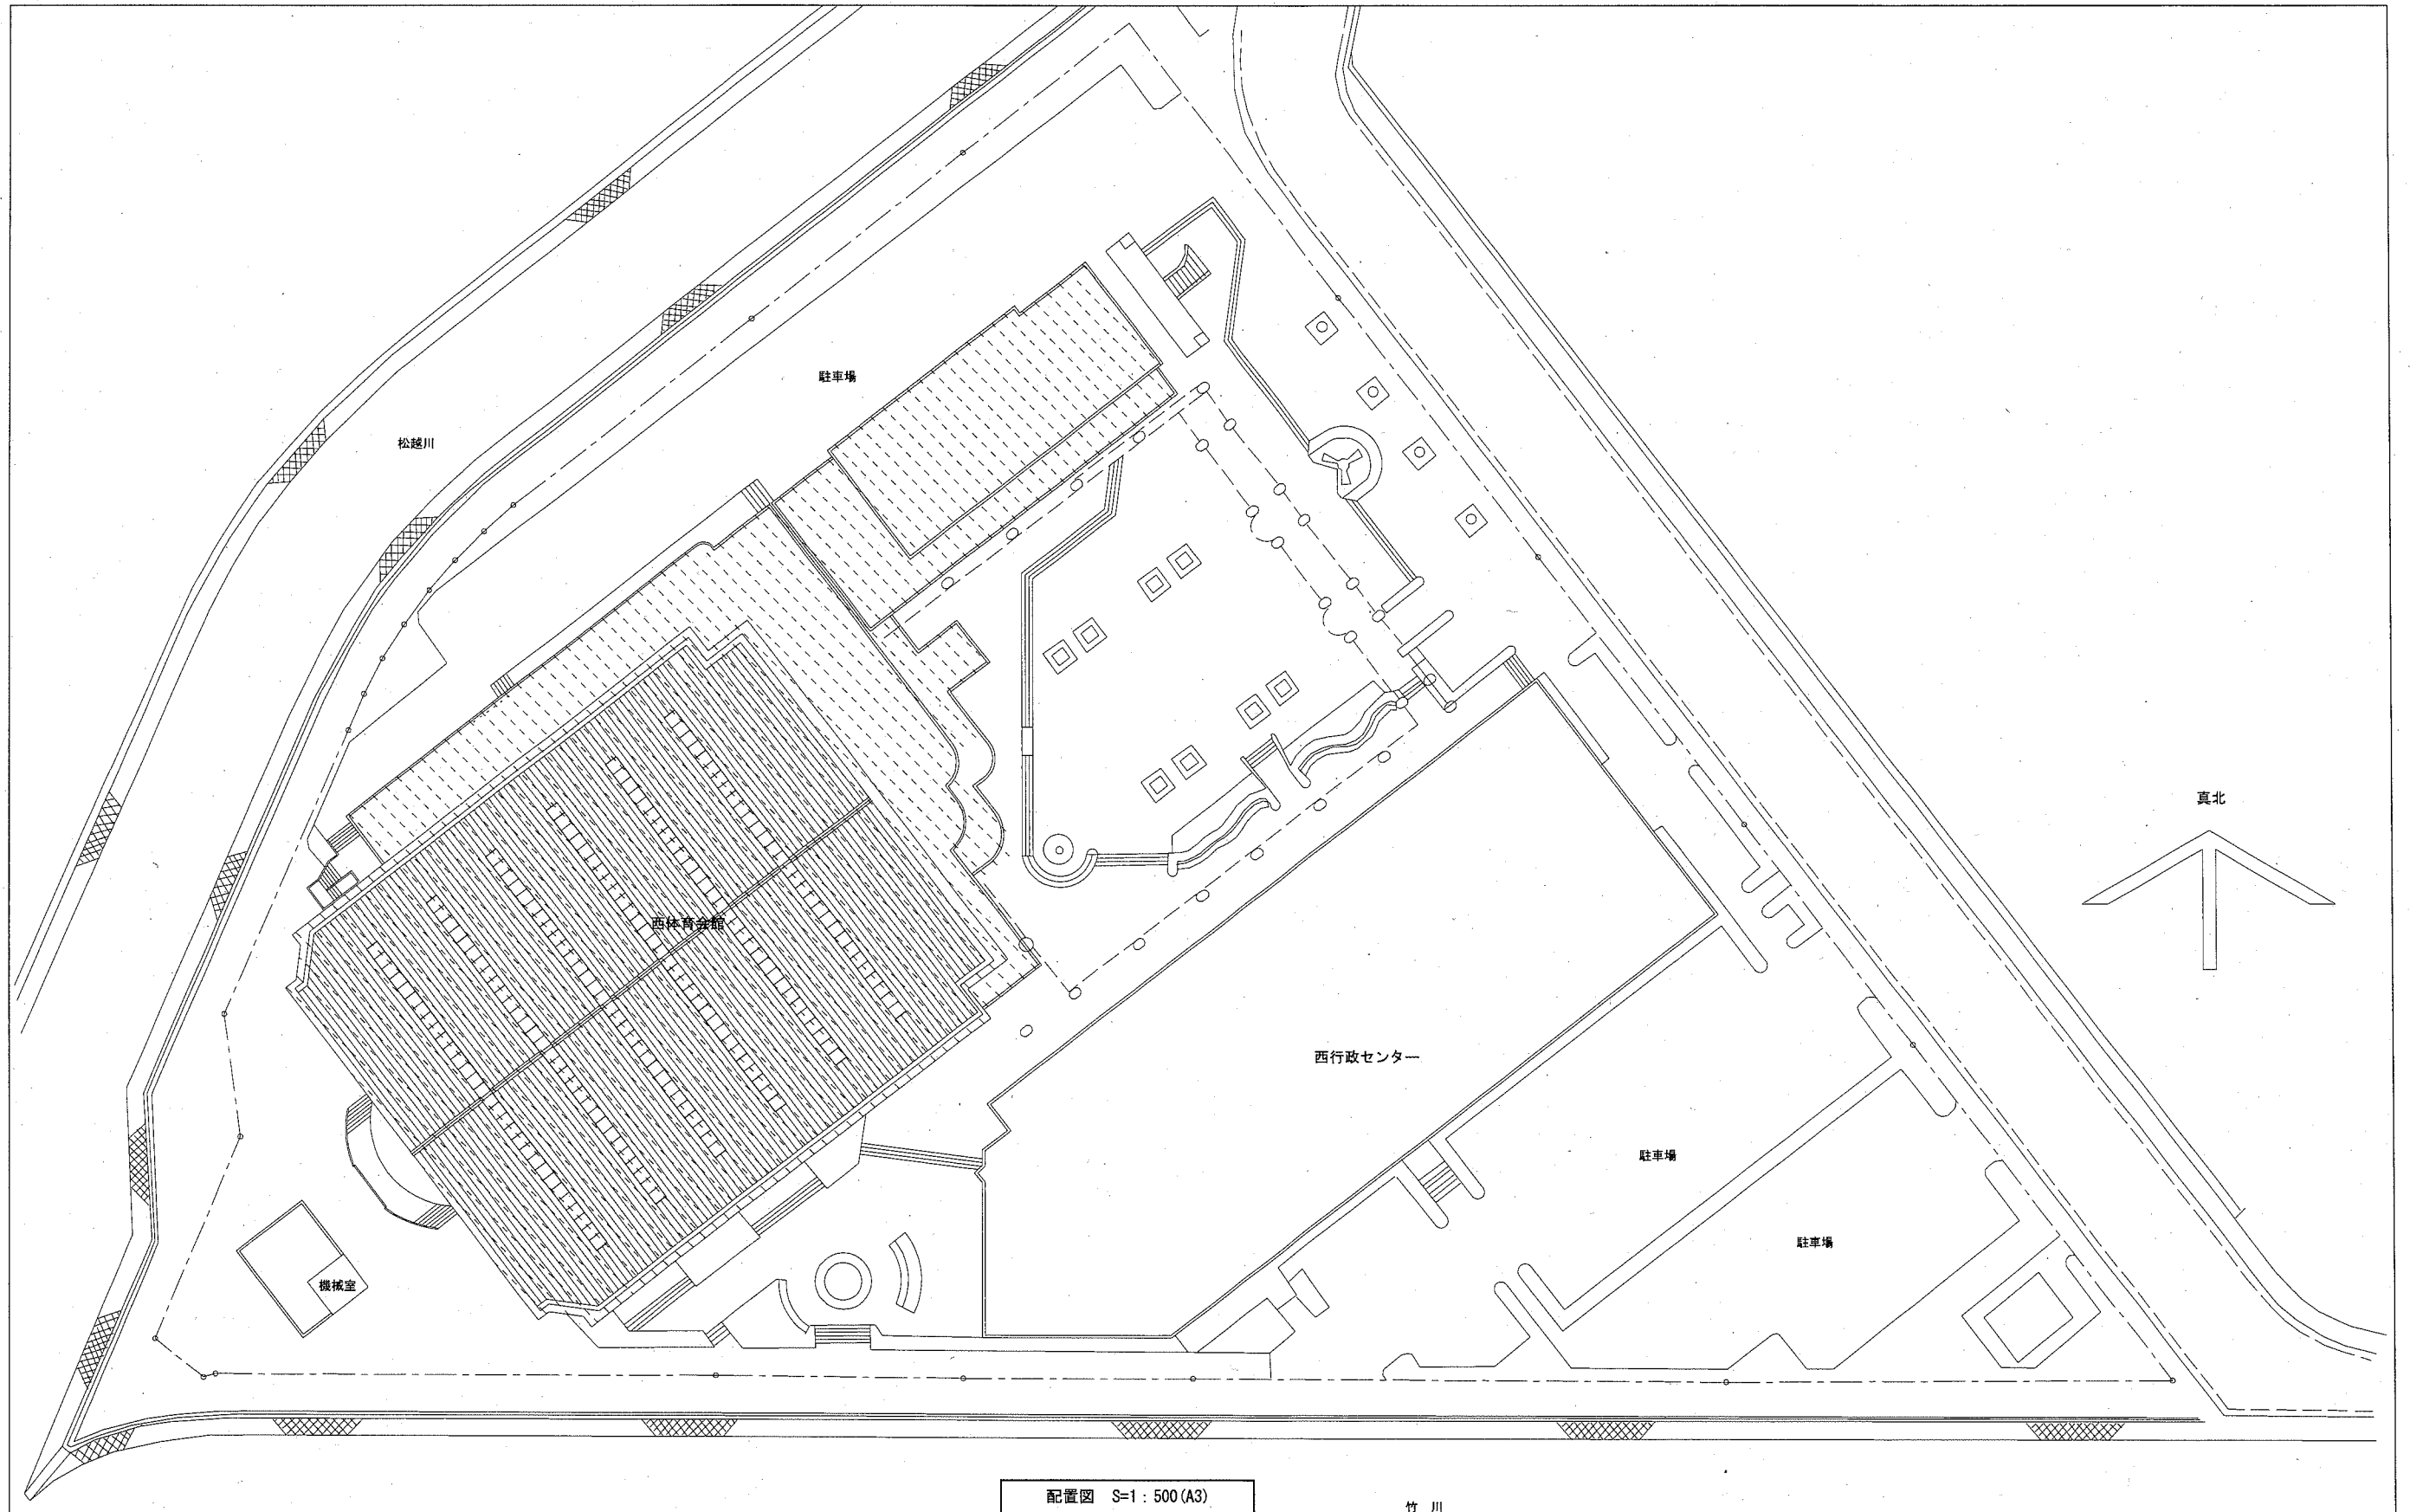 駐車場
松越川
真北
西体育会館
西行政センター
駐車場
駐車場
機械室
配置図 S=1：500(A3)
竹 川